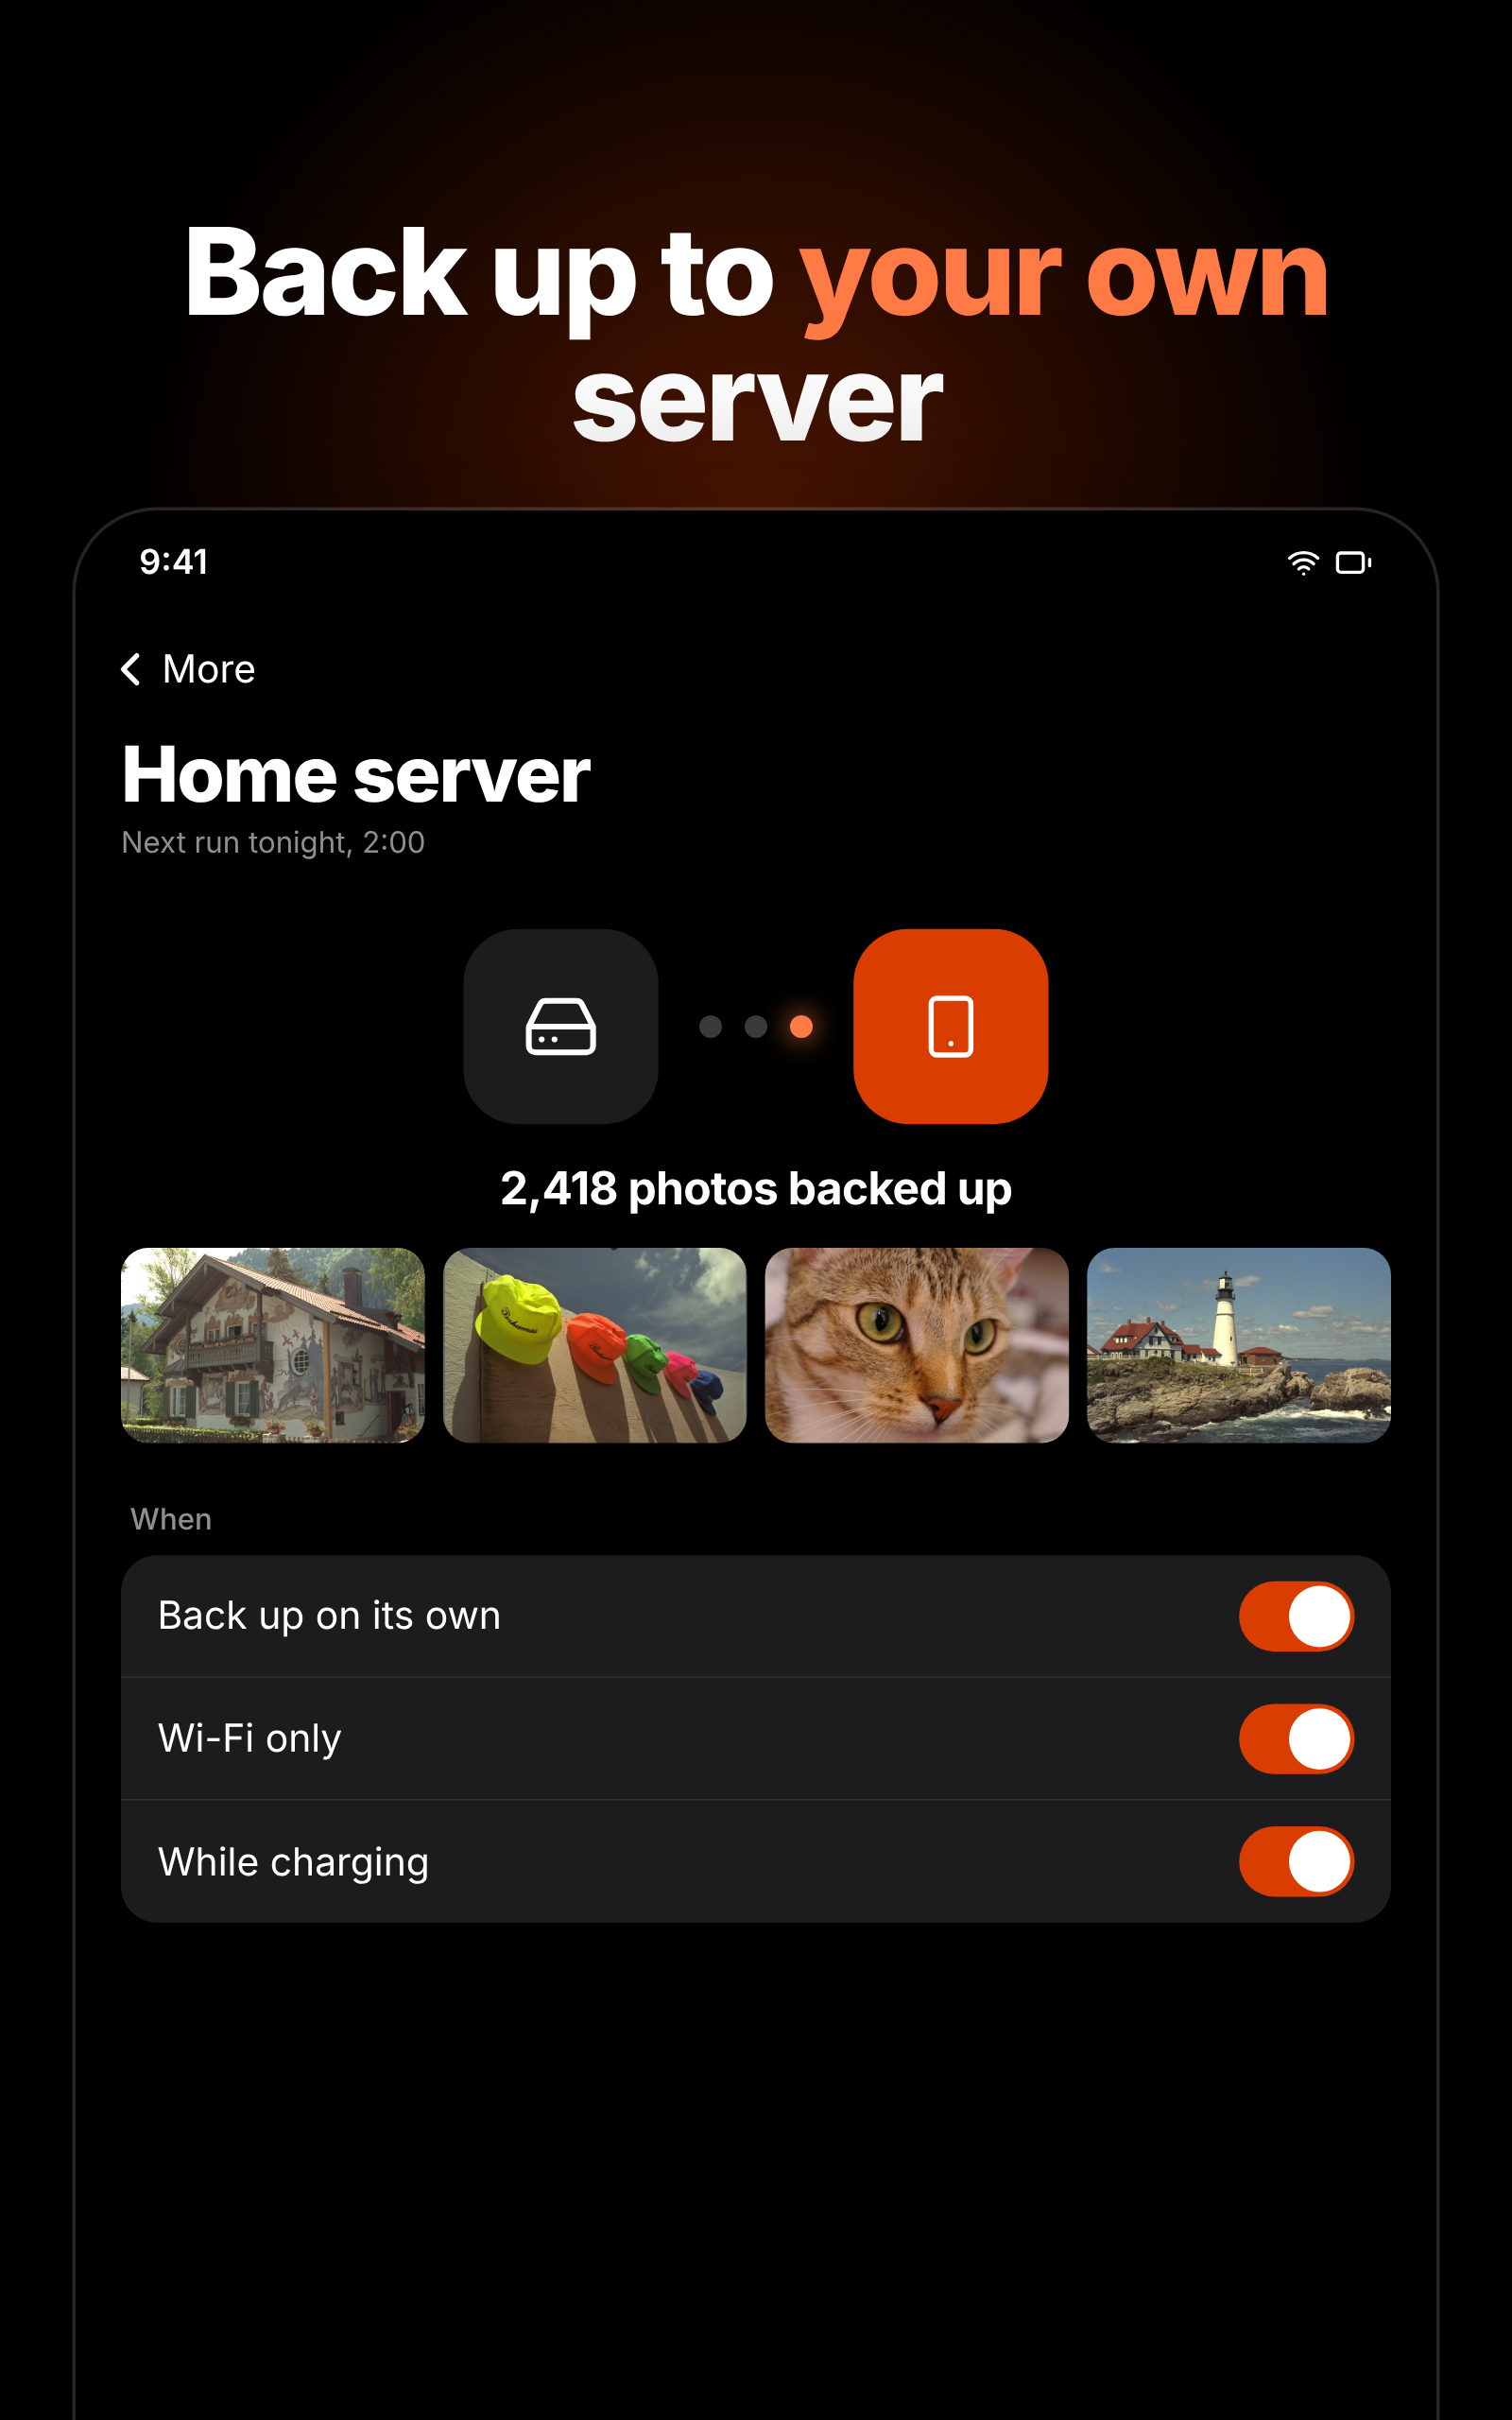 Back up to your own
server
9:41
More
Home server
Next run tonight, 2:00
2,418 photos backed up
When
Back up on its own
Wi-Fi only
While charging